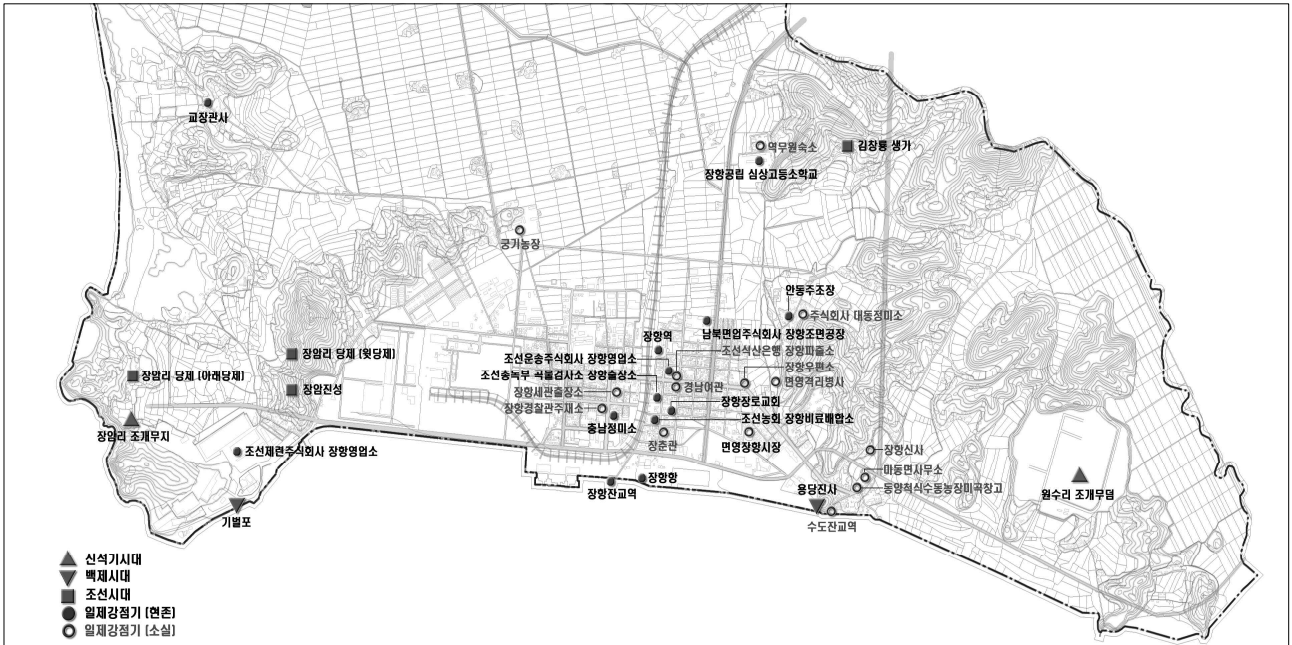 교장관사
역무원숙소
김창룡 생가
장항공립 심상고등소학교
궁기농장
안동주조장
주식회사 대동정미소
남북면업주식회사 장항조면공장
장항역
조선식산은행 장항파출소
조선운송주식회사 장항영업소
장항우편소
장암리 당제 (윗당제)
조선총독부 곡물검사소 장항출장소
경남여관
면영격리병사
장암리 당제 (아래당제)
장암진성
장항세관출장소
장항장로교회
장항경찰관주재소
조선농회 장항비료배합소
충남정미소
장암리 조개무지
장춘관
면영장항시장
조선제련주식회사 장항영업소
장항신사
마동면사무소
장항항
동양척식수동농장미곡창고
장항잔교역
용당진사
원수리 조개무덤
기벌포
수도잔교역
신석기시대
백제시대
조선시대
일제강점기 (현존)
일제강점기 (소실)